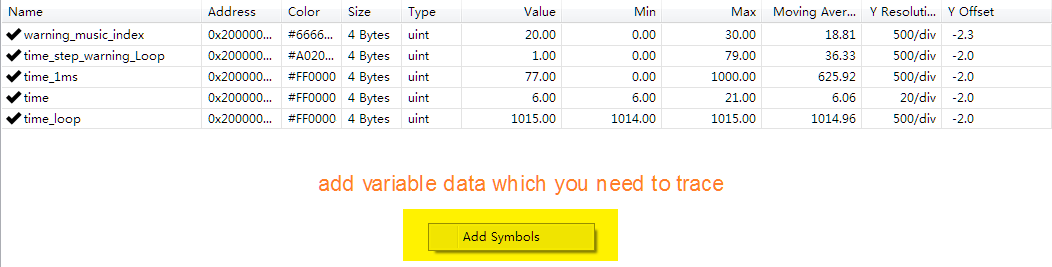 Name Address Color Size Type Value Min Max Moving Aver... Y Resoluti... Y Offset
warning_music_index 0x200000... #6666... 4 Bytes uint 20.00 0.00 30.00 18.81 500/div -2.3
time_step_warning_Loop 0x200000... #A020... 4 Bytes uint 1.00 0.00 79.00 36.33 500/div -2.0
time_1ms 0x200000... #FF0000 4 Bytes uint 77.00 0.00 1000.00 625.92 500/div -2.0
time 0x200000... #FF0000 4 Bytes uint 6.00 6.00 21.00 6.06 20/div -2.0
time_loop 0x200000... #FF0000 4 Bytes uint 1015.00 1014.00 1015.00 1014.96 500/div -2.0
add variable data which you need to trace
Add Symbols